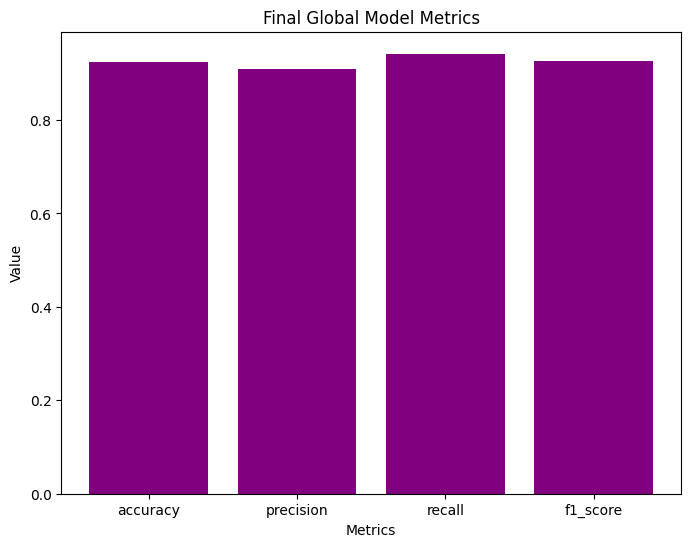 Final Global Model Metrics
Value
0.8
0.6
0.4
0.2
0.0
accuracy precision recall f1_score
Metrics